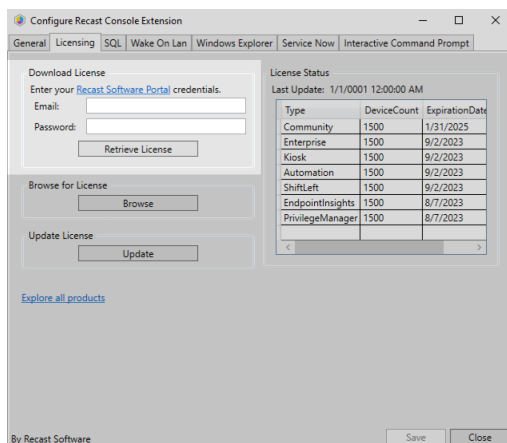 Configure Recast Console Extension
General Licensing SQL Wake On Lan Windows Explorer Service Now Interactive Command Prompt
Download License
Enter your Recast Software Portal credentials.
Email:
Password:
Retrieve License
Browse for License
Browse
Update License
Update
Explore all products
License Status
Last Update: 1/1/0001 12:00:00 AM
Type DeviceCount ExpirationDate
Community 1500 1/31/2025
Enterprise 1500 9/2/2023
Kiosk 1500 9/2/2023
Automation 1500 9/2/2023
ShiftLeft 1500 9/2/2023
EndpointInsights 1500 8/7/2023
PrivilegeManager 1500 8/7/2023
By Recast Software
Save Close